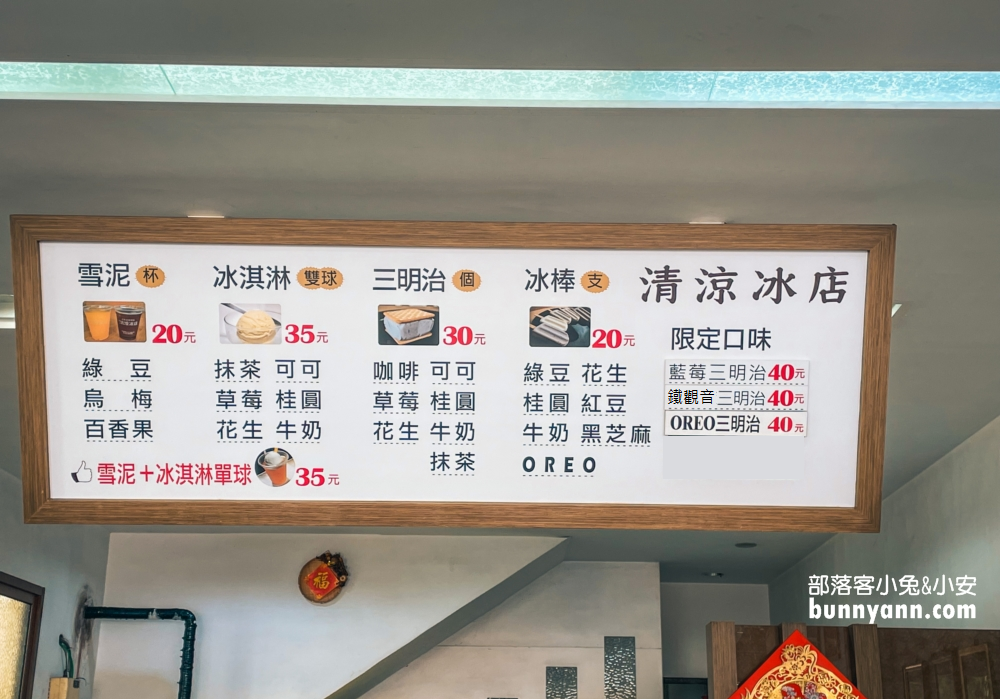 清涼冰店
雪泥 杯
20元
綠豆
烏梅
百香果
冰淇淋 雙球
35元
抹茶 可可
草莓 桂圓
花生 牛奶
三明治 個
30元
咖啡 可可
草莓 桂圓
花生 牛奶
抹茶
冰棒 支
20元
綠豆 花生
桂圓 紅豆
牛奶 黑芝麻
OREO
限定口味
藍莓三明治40元
鐵觀音三明治40元
OREO三明治 40元
雪泥+冰淇淋單球 35元
福
部落客小兔&小安
bunnyann.com